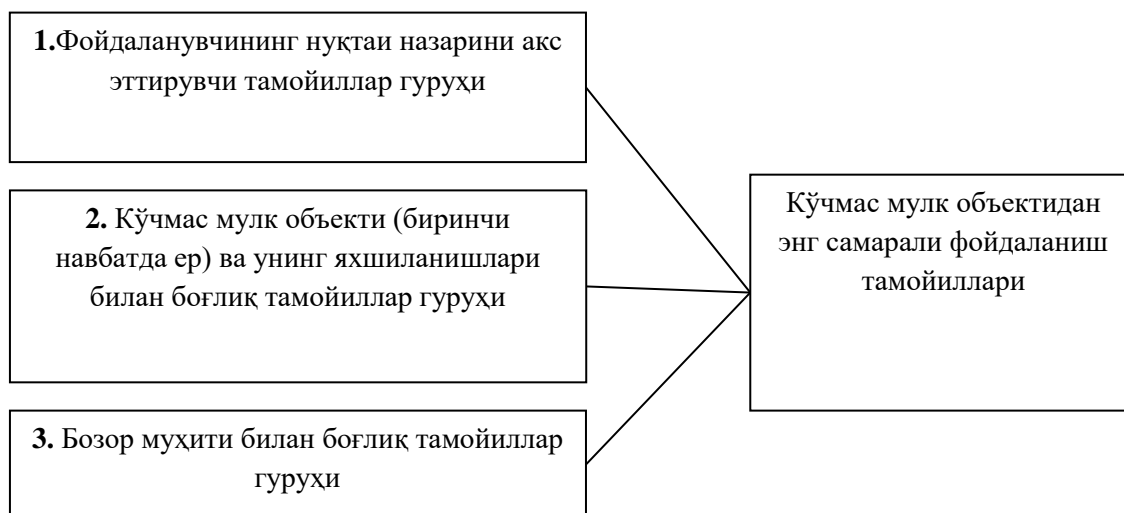 1.Фойдаланувчининг нуқтаи назарини акс
эттирувчи тамойиллар гуруҳи
2. Кўчмас мулк объекти (биринчи
навбатда ер) ва унинг яхшиланишлари
билан боғлиқ тамойиллар гуруҳи
3. Бозор муҳити билан боғлиқ тамойиллар
гуруҳи
Кўчмас мулк объектидан
энг самарали фойдаланиш
тамойиллари